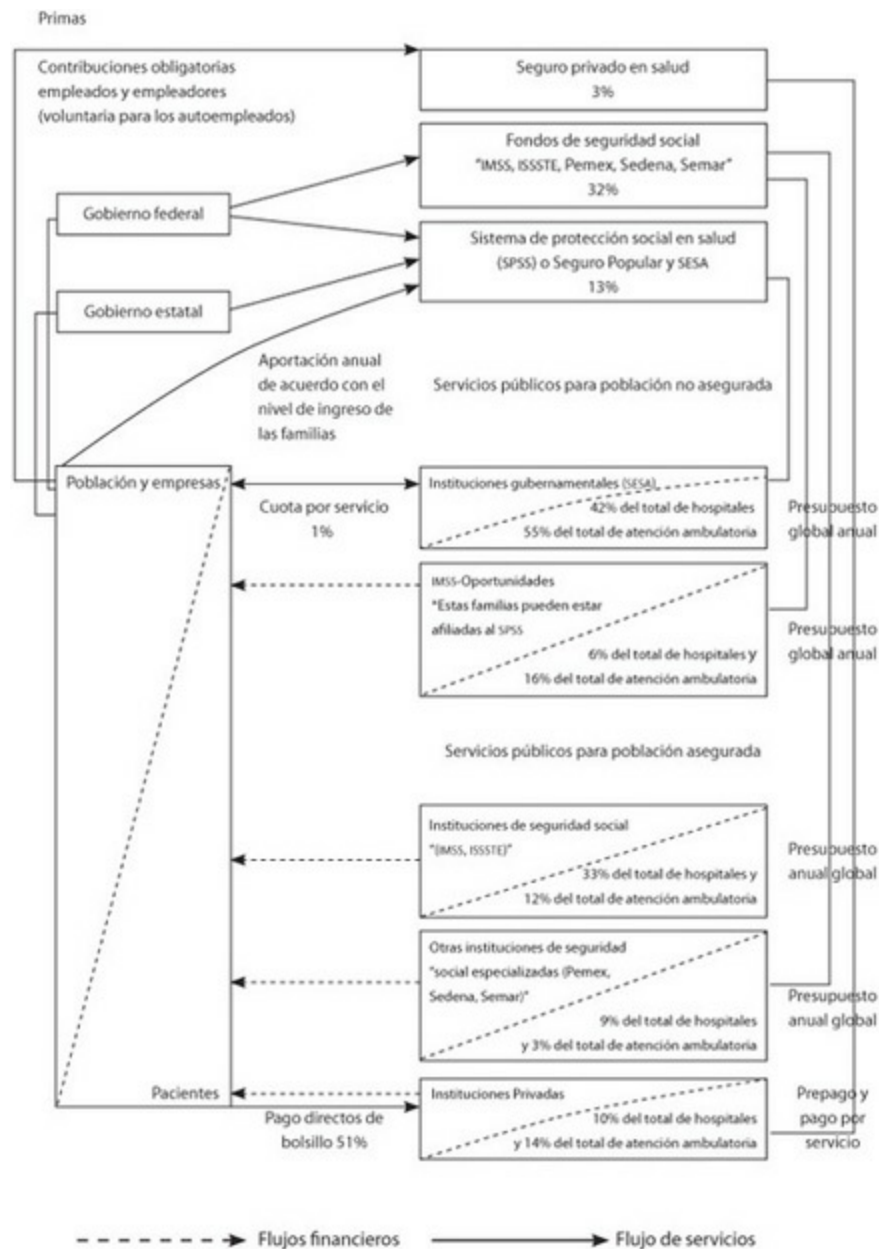 Primas
Contribuciones obligatorias
empleados y empleadores
(voluntaria para los autoempleados)
Seguro privado en salud
3%
Fondos de seguridad social
"IMSS, ISSSTE, Pemex, Sedena, Semar"
32%
Gobierno federal
Sistema de protección social en salud
(SPSS) o Seguro Popular y SESA
13%
Gobierno estatal
Aportación anual
de acuerdo con el
nivel de ingreso de
las familias
Servicios públicos para población no asegurada
Población y empresas
Cuota por servicio
1%
Instituciones gubernamentales (SESA)
42% del total de hospitales
55% del total de atención ambulatoria
Presupuesto
global anual
IMSS-Oportunidades
*Estas familias pueden estar
afiliadas al SPSS
6% del total de hospitales y
16% del total de atención ambulatoria
Presupuesto
global anual
Servicios públicos para población asegurada
Instituciones de seguridad social
"(IMSS, ISSSTE)"
33% del total de hospitales y
12% del total de atención ambulatoria
Presupuesto
anual global
Otras instituciones de seguridad
"social especializadas (Pemex,
Sedena, Semar)"
9% del total de hospitales
y 3% del total de atención ambulatoria
Presupuesto
anual global
Pacientes
Pago directos de
bolsillo 51%
Instituciones Privadas
10% del total de hospitales
y 14% del total de atención ambulatoria
Prepago y
pago por
servicio
Flujos financieros
Flujo de servicios